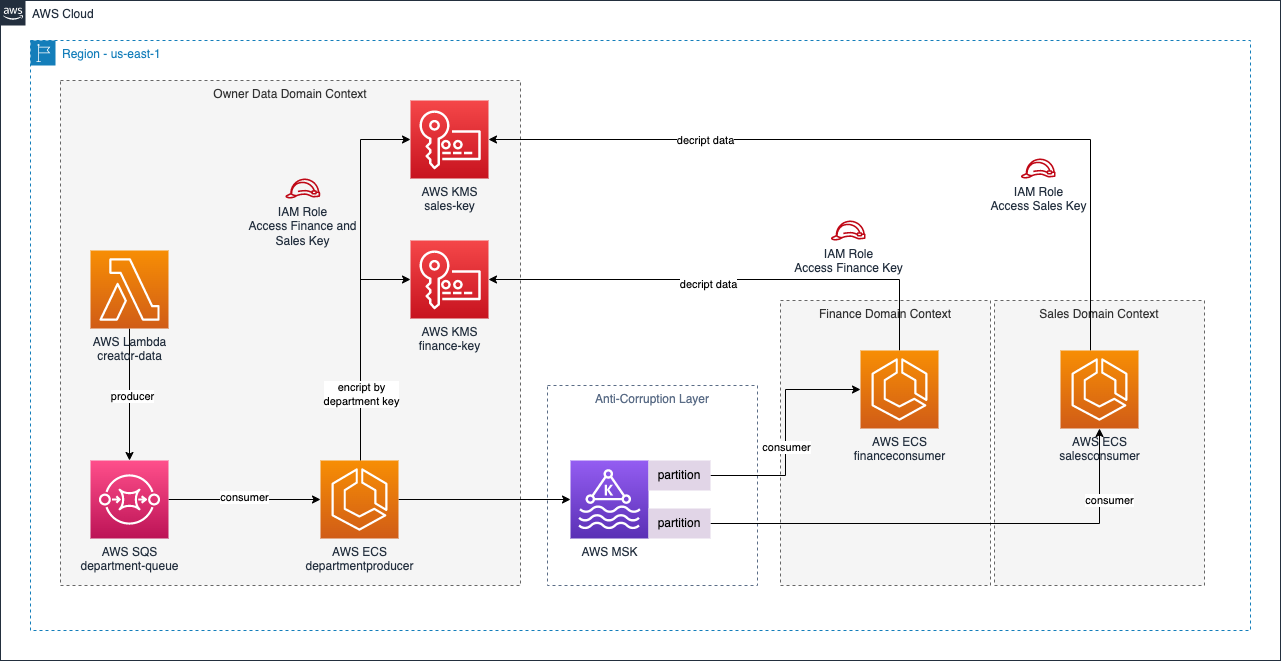 aws
AWS Cloud
Region - us-east-1
Owner Data Domain Context
AWS KMS
sales-key
IAM Role
Access Finance and
Sales Key
AWS KMS
finance-key
AWS Lambda
creator-data
producer
encript by
department key
AWS SQS
department-queue
consumer
AWS ECS
departmentproducer
decript data
IAM Role
Access Sales Key
IAM Role
Access Finance Key
decript data
Anti-Corruption Layer
K
partition
partition
AWS MSK
consumer
Finance Domain Context
AWS ECS
financeconsumer
Sales Domain Context
AWS ECS
salesconsumer
consumer